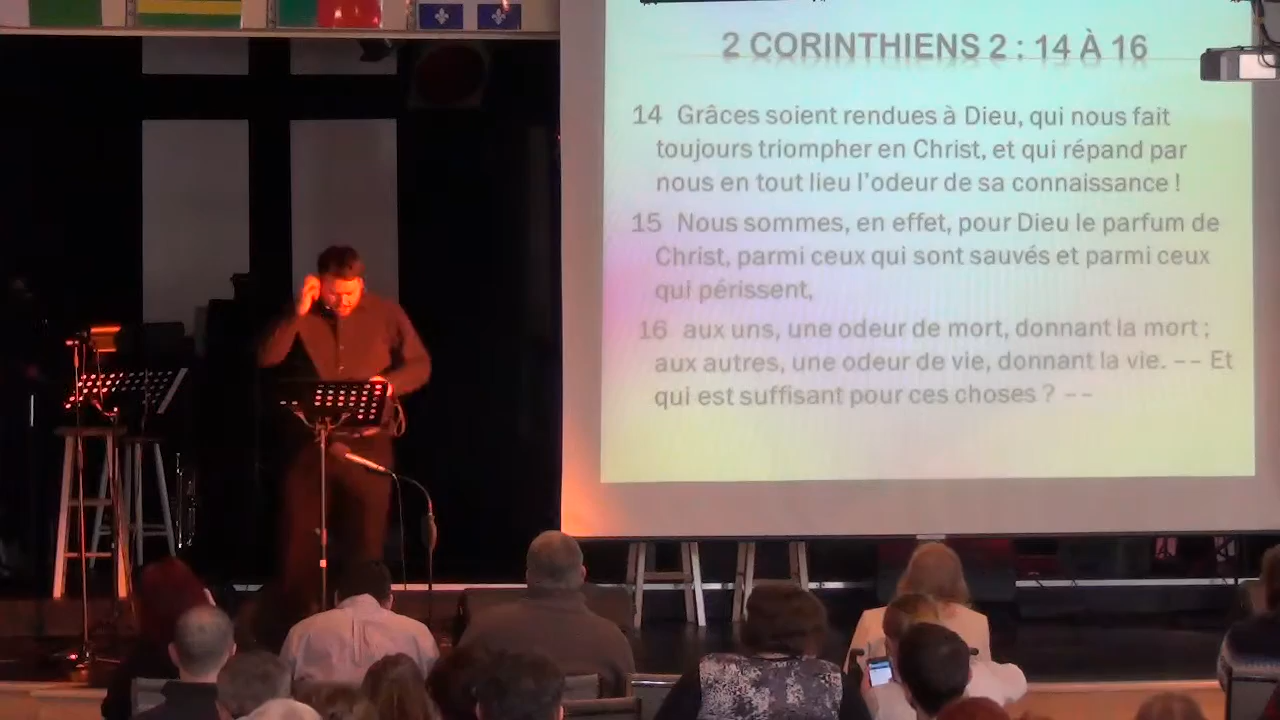 2 CORINTHIENS 2 : 14 À 16
14 Grâces soient rendues à Dieu, qui nous fait
toujours triompher en Christ, et qui répand par
nous en tout lieu l'odeur de sa connaissance !
15 Nous sommes, en effet, pour Dieu le parfum de
Christ, parmi ceux qui sont sauvés et parmi ceux
qui périssent,
16 aux uns, une odeur de mort, donnant la mort ;
aux autres, une odeur de vie, donnant la vie. -- Et
qui est suffisant pour ces choses ? --